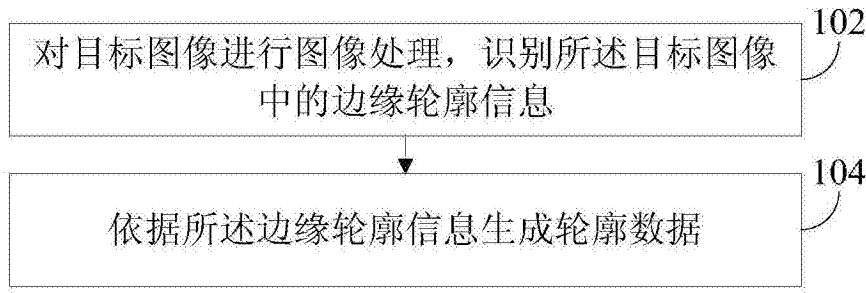 102
对目标图像进行图像处理，识别所述目标图像
中的边缘轮廓信息
104
依据所述边缘轮廓信息生成轮廓数据